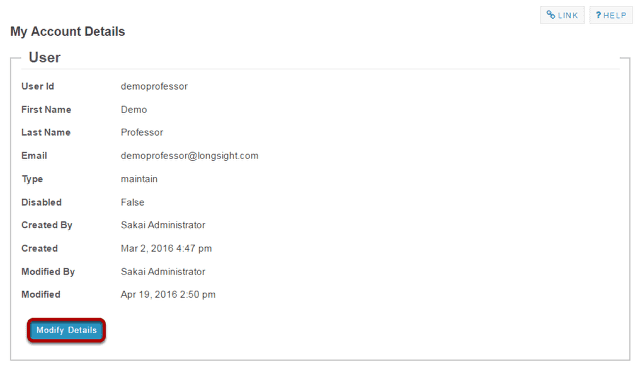 LINK ? HELP
My Account Details
User
User Id demoprofessor
First Name Demo
Last Name Professor
Email demoprofessor@longsight.com
Type maintain
Disabled False
Created By Sakai Administrator
Created Mar 2, 2016 4:47 pm
Modified By Sakai Administrator
Modified Apr 19, 2016 2:50 pm
Modify Details